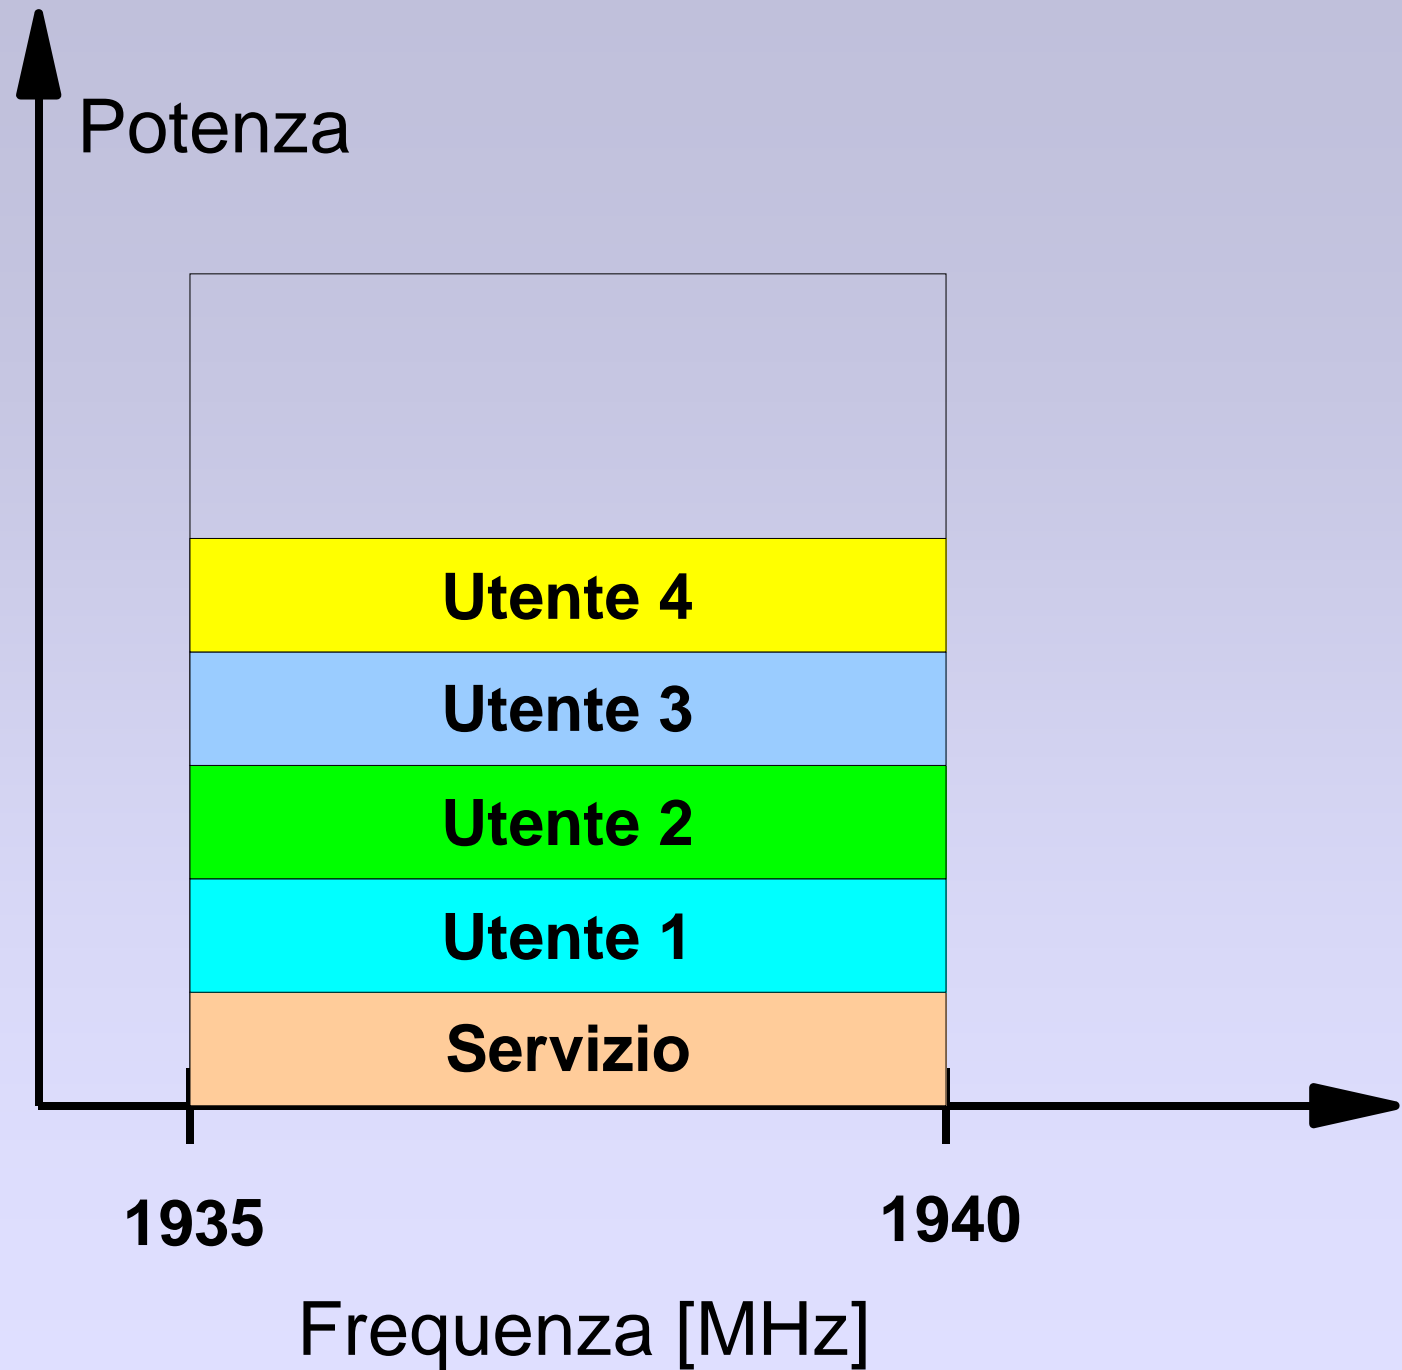 Potenza
Utente 4
Utente 3
Utente 2
Utente 1
Servizio
1935
1940
Frequenza [MHz]